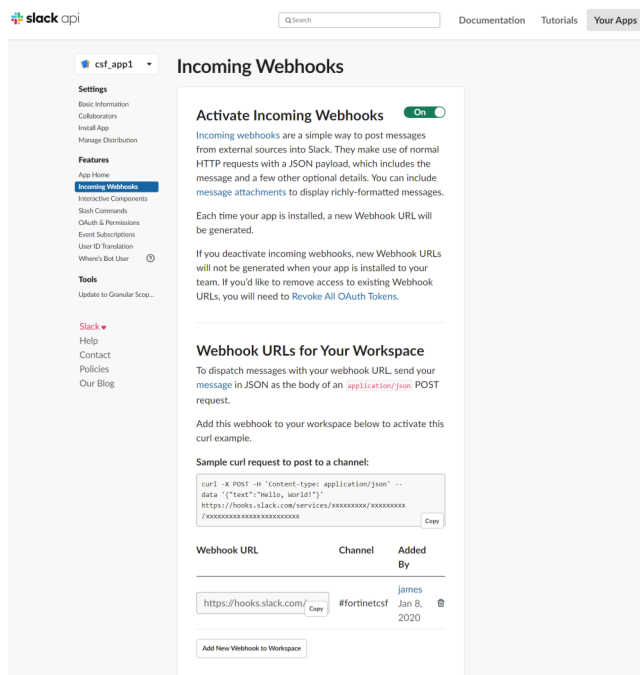 slack api
Search
Documentation
Tutorials
Your Apps
csf_app1
Settings
Basic Information
Collaborators
Install App
Manage Distribution
Features
App Home
Incoming Webhooks
Interactive Components
Slash Commands
OAuth & Permissions
Event Subscriptions
User ID Translation
Where's Bot User ?
Tools
Update to Granular Scop...
Slack ♥
Help
Contact
Policies
Our Blog
Incoming Webhooks
Activate Incoming Webhooks
On
Incoming webhooks are a simple way to post messages
from external sources into Slack. They make use of normal
HTTP requests with a JSON payload, which includes the
message and a few other optional details. You can include
message attachments to display richly-formatted messages.
Each time your app is installed, a new Webhook URL will
be generated.
If you deactivate incoming webhooks, new Webhook URLs
will not be generated when your app is installed to your
team. If you'd like to remove access to existing Webhook
URLs, you will need to Revoke All OAuth Tokens.
Webhook URLs for Your Workspace
To dispatch messages with your webhook URL, send your
message in JSON as the body of an application/json POST
request.
Add this webhook to your workspace below to activate this
curl example.
Sample curl request to post to a channel:
curl -X POST -H 'Content-type: application/json' --
data '{"text":"Hello, World!"}'
https://hooks.slack.com/services/xxxxxxxxx/xxxxxxxxx
/xxxxxxxxxxxxxxxxxxxxxxxx
Copy
Webhook URL
Channel
Added
By
https://hooks.slack.com/
Copy
#fortinetcsf
james
Jan 8,
2020
Add New Webhook to Workspace